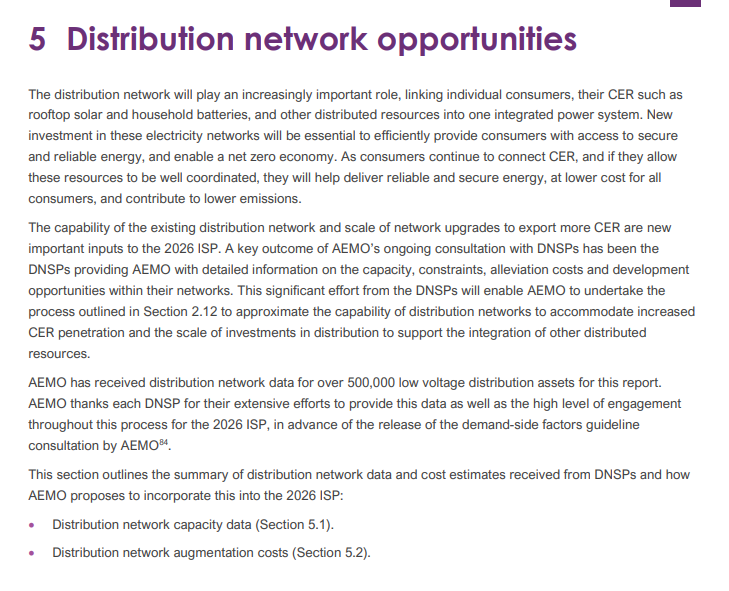 5 Distribution network opportunities
The distribution network will play an increasingly important role, linking individual consumers, their CER such as
rooftop solar and household batteries, and other distributed resources into one integrated power system. New
investment in these electricity networks will be essential to efficiently provide consumers with access to secure
and reliable energy, and enable a net zero economy. As consumers continue to connect CER, and if they allow
these resources to be well coordinated, they will help deliver reliable and secure energy, at lower cost for all
consumers, and contribute to lower emissions.
The capability of the existing distribution network and scale of network upgrades to export more CER are new
important inputs to the 2026 ISP. A key outcome of AEMO's ongoing consultation with DNSPs has been the
DNSPs providing AEMO with detailed information on the capacity, constraints, alleviation costs and development
opportunities within their networks. This significant effort from the DNSPs will enable AEMO to undertake the
process outlined in Section 2.12 to approximate the capability of distribution networks to accommodate increased
CER penetration and the scale of investments in distribution to support the integration of other distributed
resources.
AEMO has received distribution network data for over 500,000 low voltage distribution assets for this report.
AEMO thanks each DNSP for their extensive efforts to provide this data as well as the high level of engagement
throughout this process for the 2026 ISP, in advance of the release of the demand-side factors guideline
consultation by AEMO⁸⁴.
This section outlines the summary of distribution network data and cost estimates received from DNSPs and how
AEMO proposes to incorporate this into the 2026 ISP:
• Distribution network capacity data (Section 5.1).
• Distribution network augmentation costs (Section 5.2).